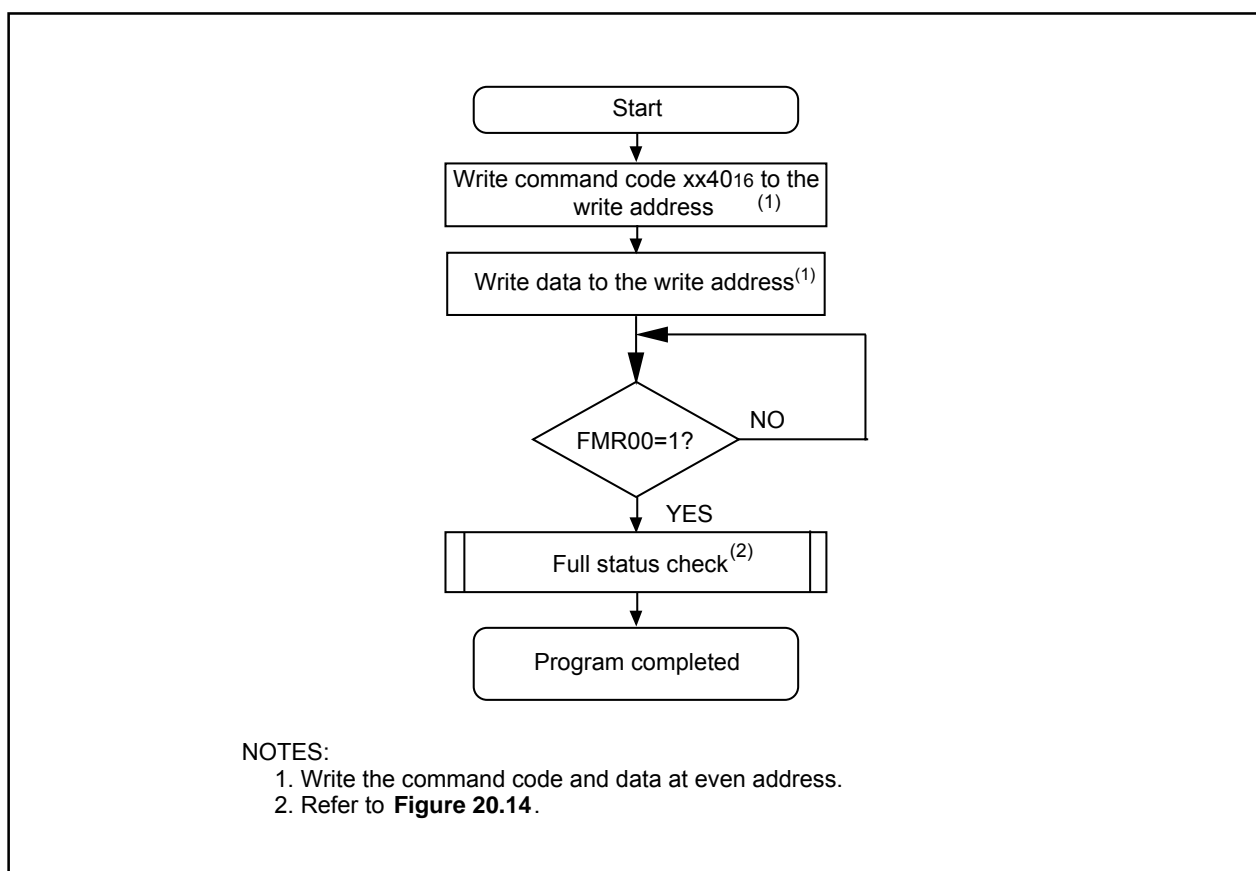 Start
Write command code xx4016 to the
write address (1)
Write data to the write address(1)
FMR00=1?
NO
YES
Full status check(2)
Program completed
NOTES:
1. Write the command code and data at even address.
2. Refer to Figure 20.14.